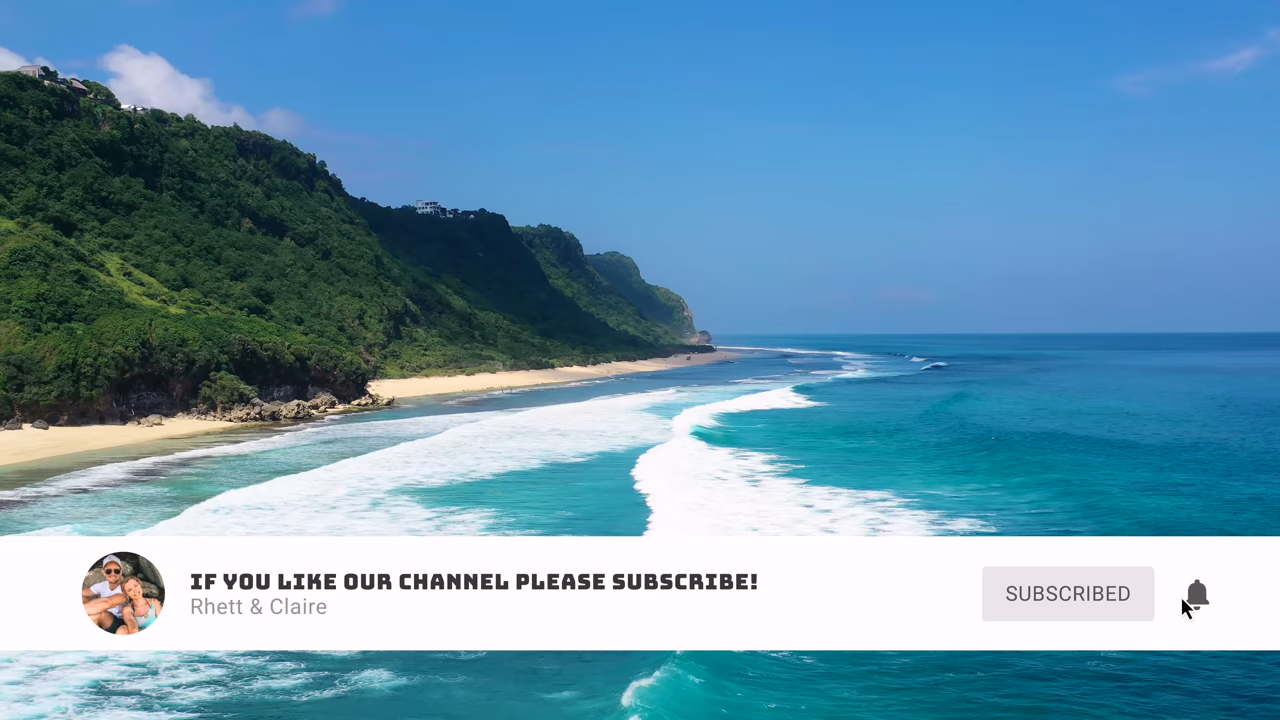 IF YOU LIKE OUR CHANNEL PLEASE SUBSCRIBE!
Rhett & Claire
SUBSCRIBED